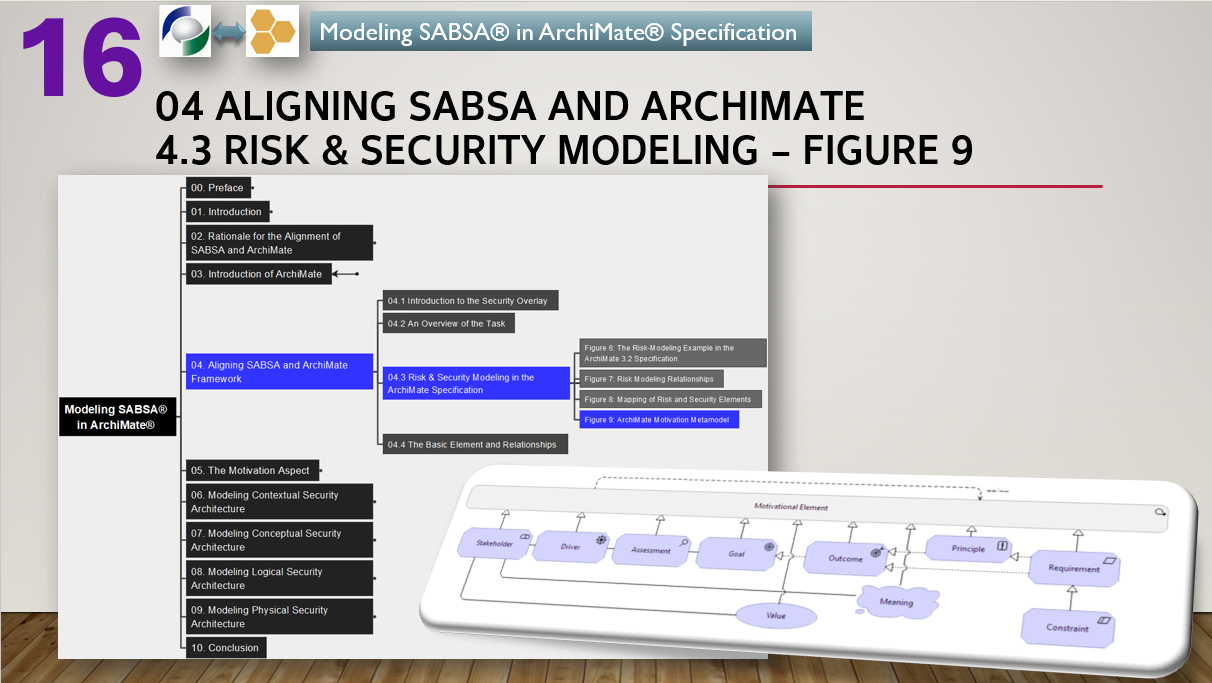 16
Modeling SABSA® in ArchiMate® Specification
04 ALIGNING SABSA AND ARCHIMATE
4.3 RISK & SECURITY MODELING – FIGURE 9
00. Preface
01. Introduction
02. Rationale for the Alignment of
SABSA and ArchiMate
03. Introduction of ArchiMate
04.1 Introduction to the Security Overlay
04.2 An Overview of the Task
Figure 6: The Risk-Modeling Example in the
ArchiMate 3.2 Specification
04. Aligning SABSA and ArchiMate
Framework
04.3 Risk & Security Modeling in the
ArchiMate Specification
Figure 7: Risk Modeling Relationships
Figure 8: Mapping of Risk and Security Elements
Figure 9: ArchiMate Motivation Metamodel
Modeling SABSA®
in ArchiMate®
04.4 The Basic Element and Relationships
05. The Motivation Aspect
06. Modeling Contextual Security
Architecture
07. Modeling Conceptual Security
Architecture
08. Modeling Logical Security
Architecture
09. Modeling Physical Security
Architecture
10. Conclusion
Motivational Element
Stakeholder
Driver
Assessment
Goal
Outcome
Principle
Requirement
Value
Meaning
Constraint